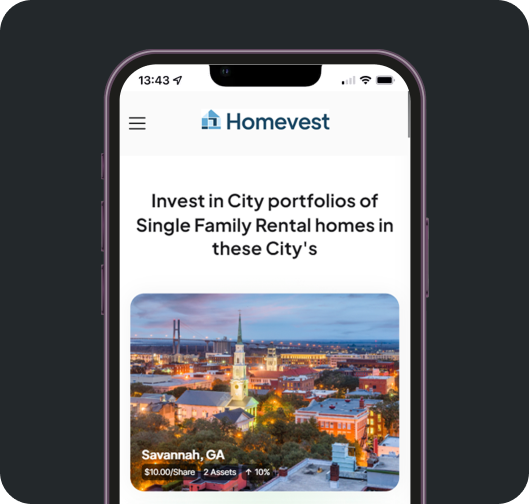 13:43
Homevest
Invest in City portfolios of
Single Family Rental homes in
these City's
Savannah, GA
$10.00/Share 2 Assets ↑ 10%